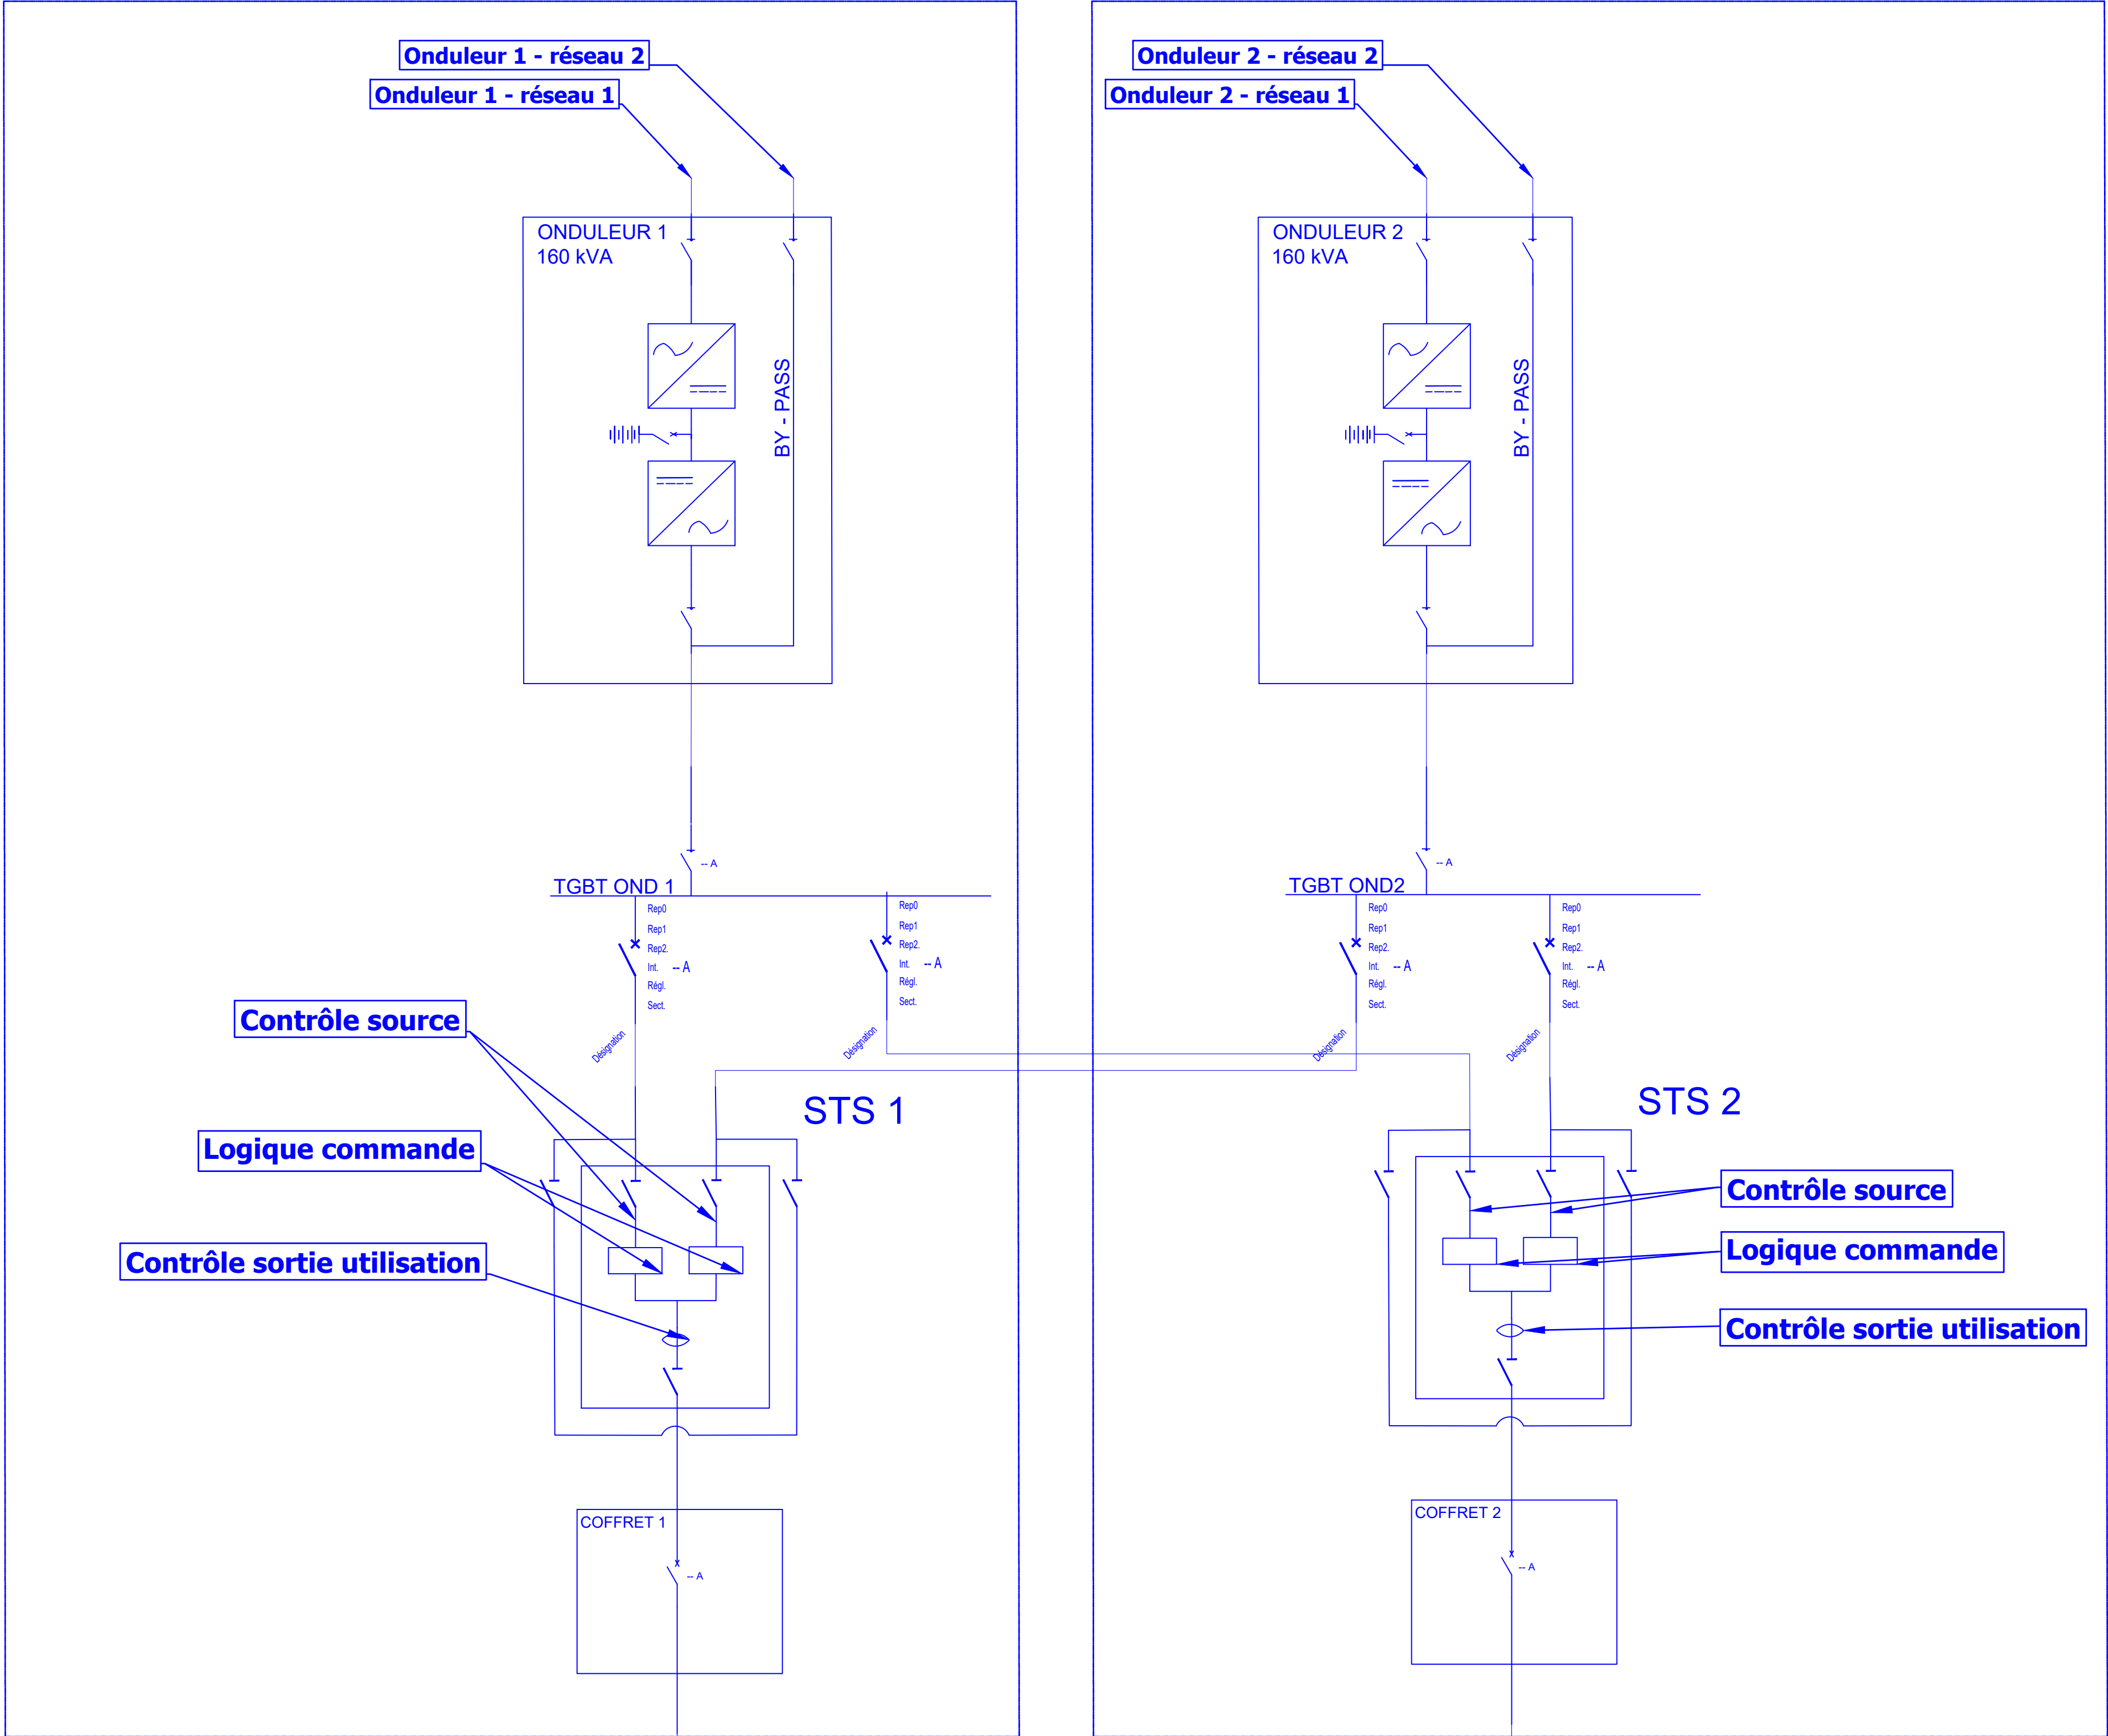 Onduleur 1 - réseau 2
Onduleur 1 - réseau 1
ONDULEUR 1
160 kVA
BY - PASS
-- A
TGBT OND 1
Rep0
Rep1
Rep2.
Int. -- A
Régl.
Sect.
Désignation
Rep0
Rep1
Rep2.
Int. -- A
Régl.
Sect.
Désignation
Contrôle source
STS 1
Logique commande
Contrôle sortie utilisation
COFFRET 1
-- A
Onduleur 2 - réseau 2
Onduleur 2 - réseau 1
ONDULEUR 2
160 kVA
BY - PASS
-- A
TGBT OND2
Rep0
Rep1
Rep2.
Int. -- A
Régl.
Sect.
Désignation
Rep0
Rep1
Rep2.
Int. -- A
Régl.
Sect.
Désignation
STS 2
Contrôle source
Logique commande
Contrôle sortie utilisation
COFFRET 2
-- A